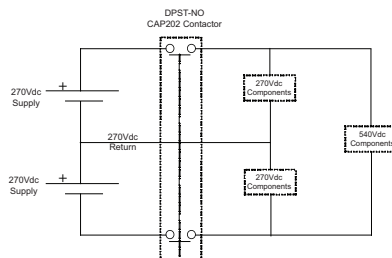 DPST-NO
CAP202 Contactor
+
270Vdc
Supply
270Vdc
Components
270Vdc
Return
540Vdc
Components
+
270Vdc
Supply
270Vdc
Components